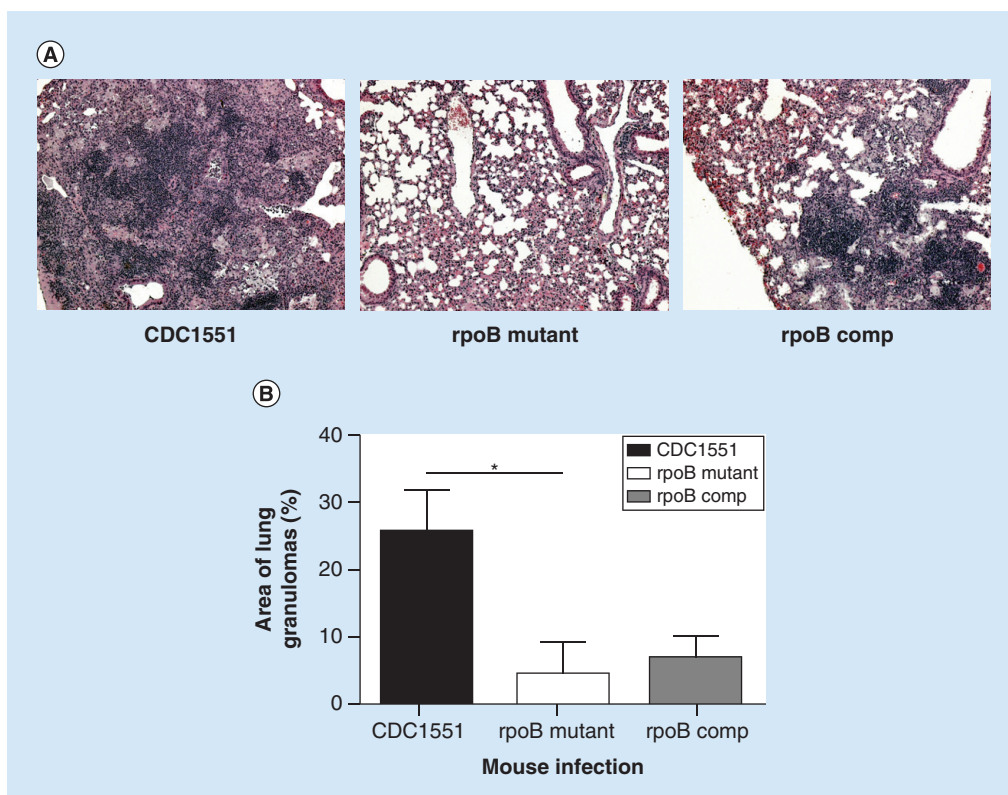 A
CDC1551
rpoB mutant
rpoB comp
B
Area of lung
granulomas (%)
40
30
20
10
0
*
CDC1551
rpoB mutant
rpoB comp
CDC1551
rpoB mutant
rpoB comp
Mouse infection